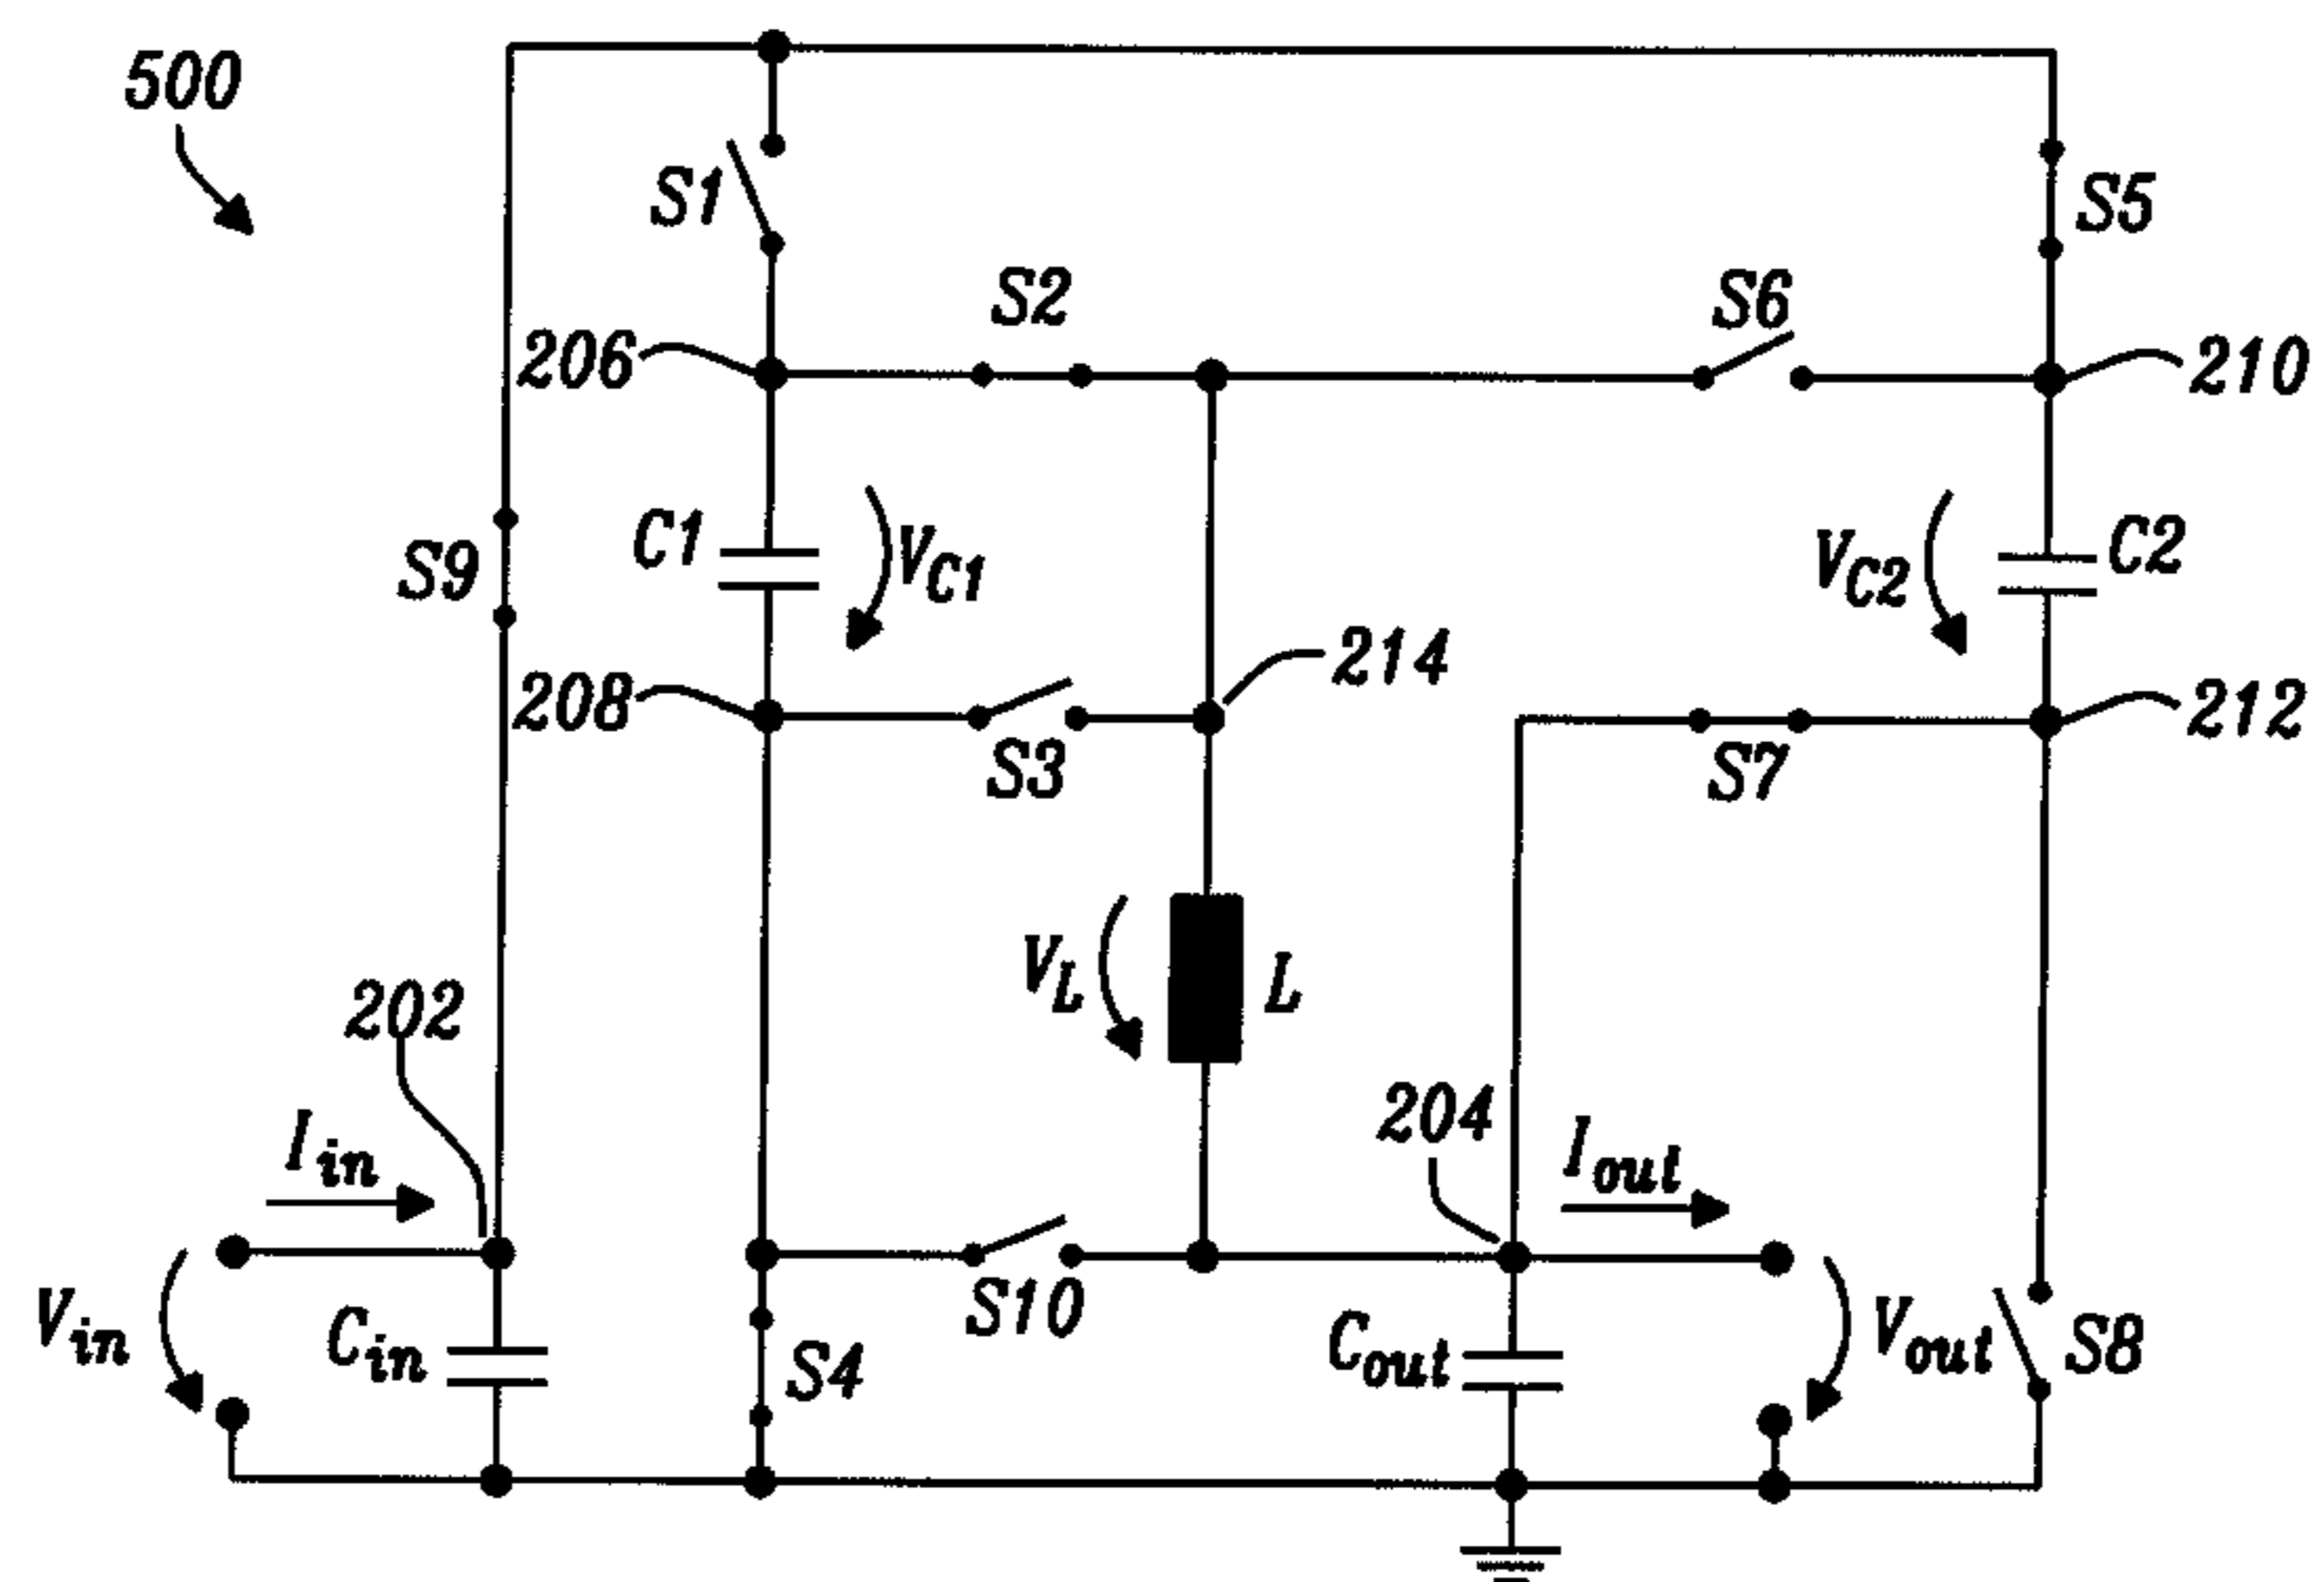 500
S1
S5
S2
S6
206
210
C1
VC1
VC2
C2
S9
214
208
212
S3
S7
VL
L
202
204
Iin
Iout
S10
Vin
Cin
S4
Cout
Vout
S8